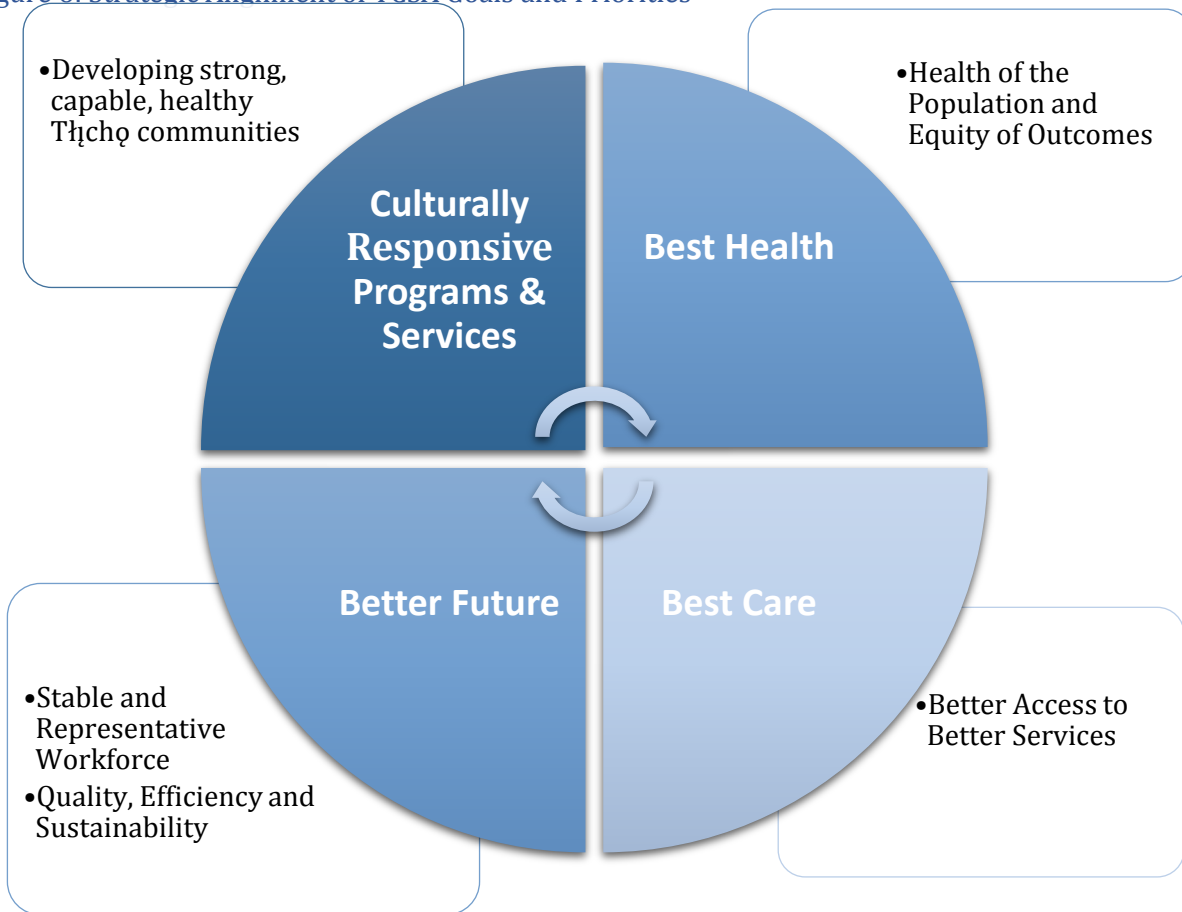 •Developing strong,
capable, healthy
Tłı̨chǫ communities
•Health of the
Population and
Equity of Outcomes
Culturally
Responsive
Programs &
Services
Best Health
Better Future
Best Care
•Stable and
Representative
Workforce
•Quality, Efficiency and
Sustainability
•Better Access to
Better Services